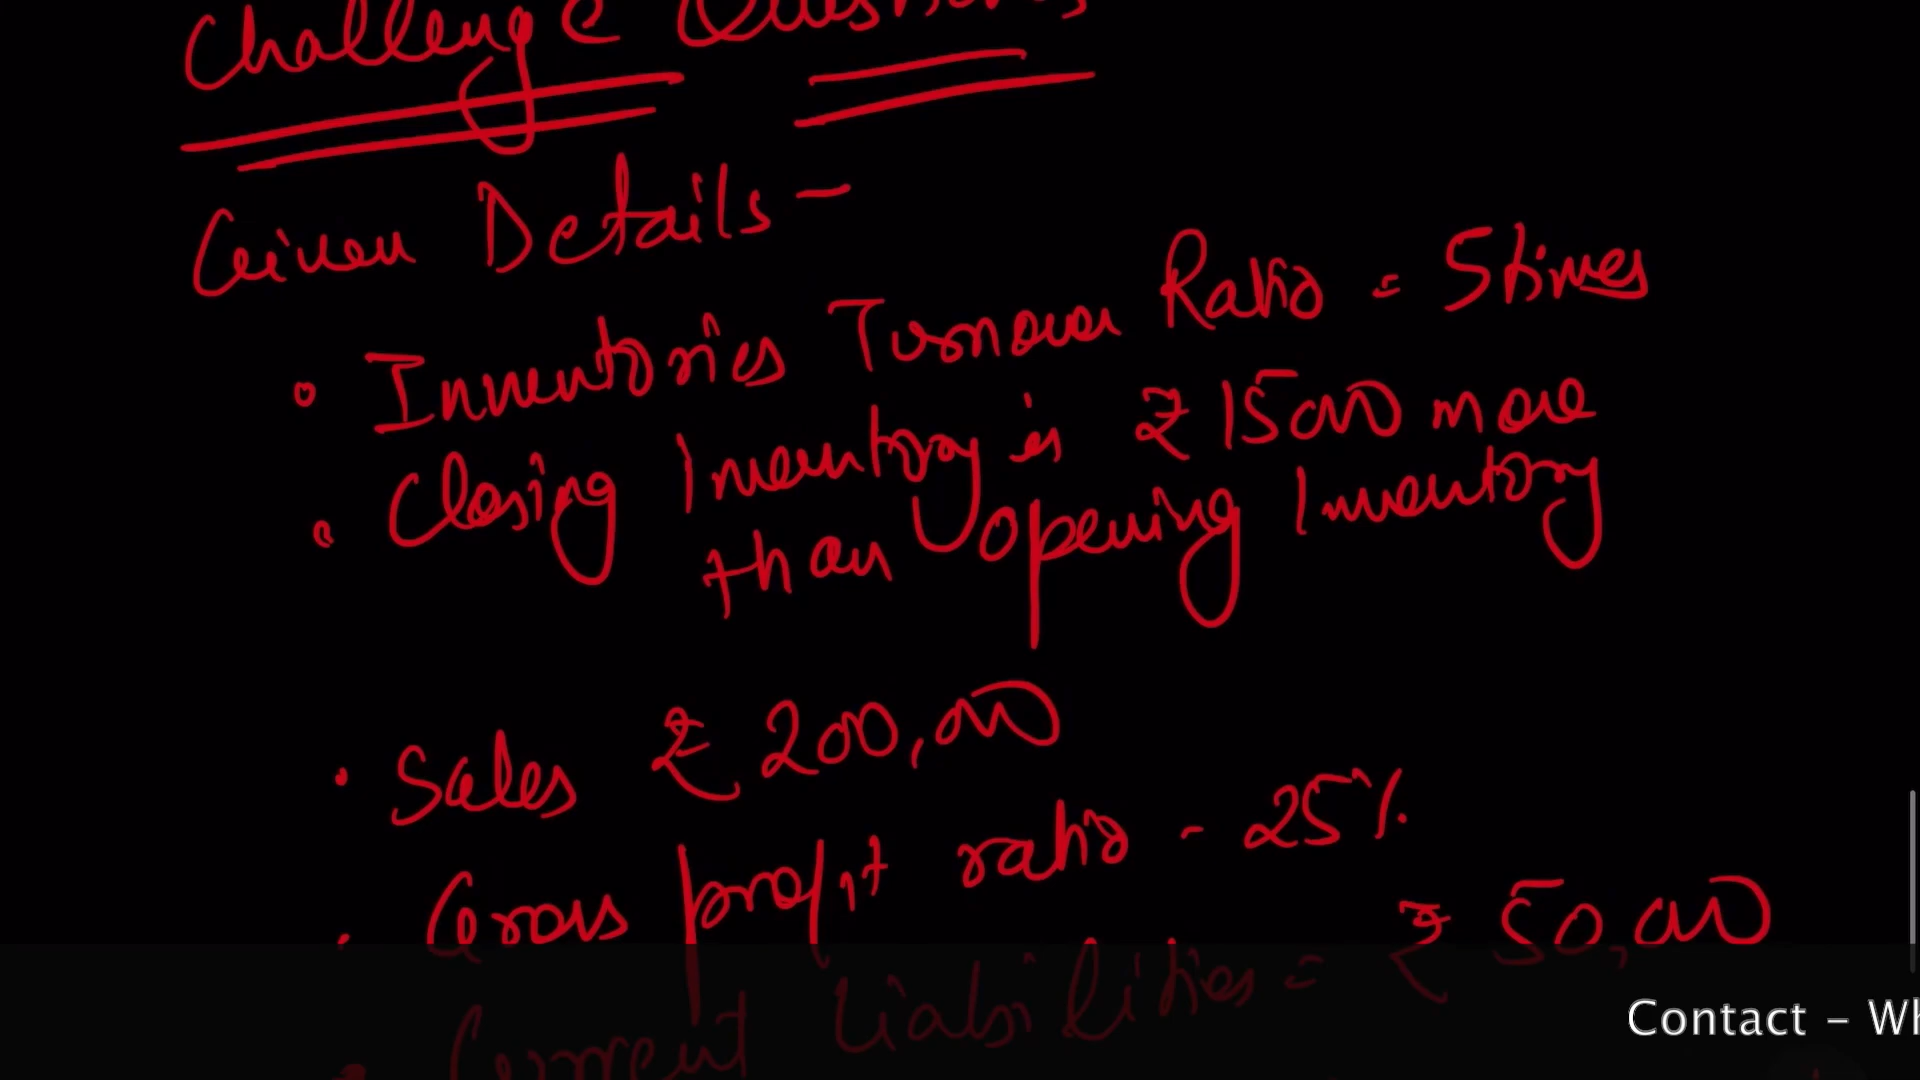 Challenge Questions
Given Details -
Inventories Turnover Ratio = 5 times
Closing Inventory is ₹ 15000 more
than opening Inventory
Sales ₹ 200,000
Gross profit ratio - 25%
Current liabilities = ₹ 50,000
Contact – Wh